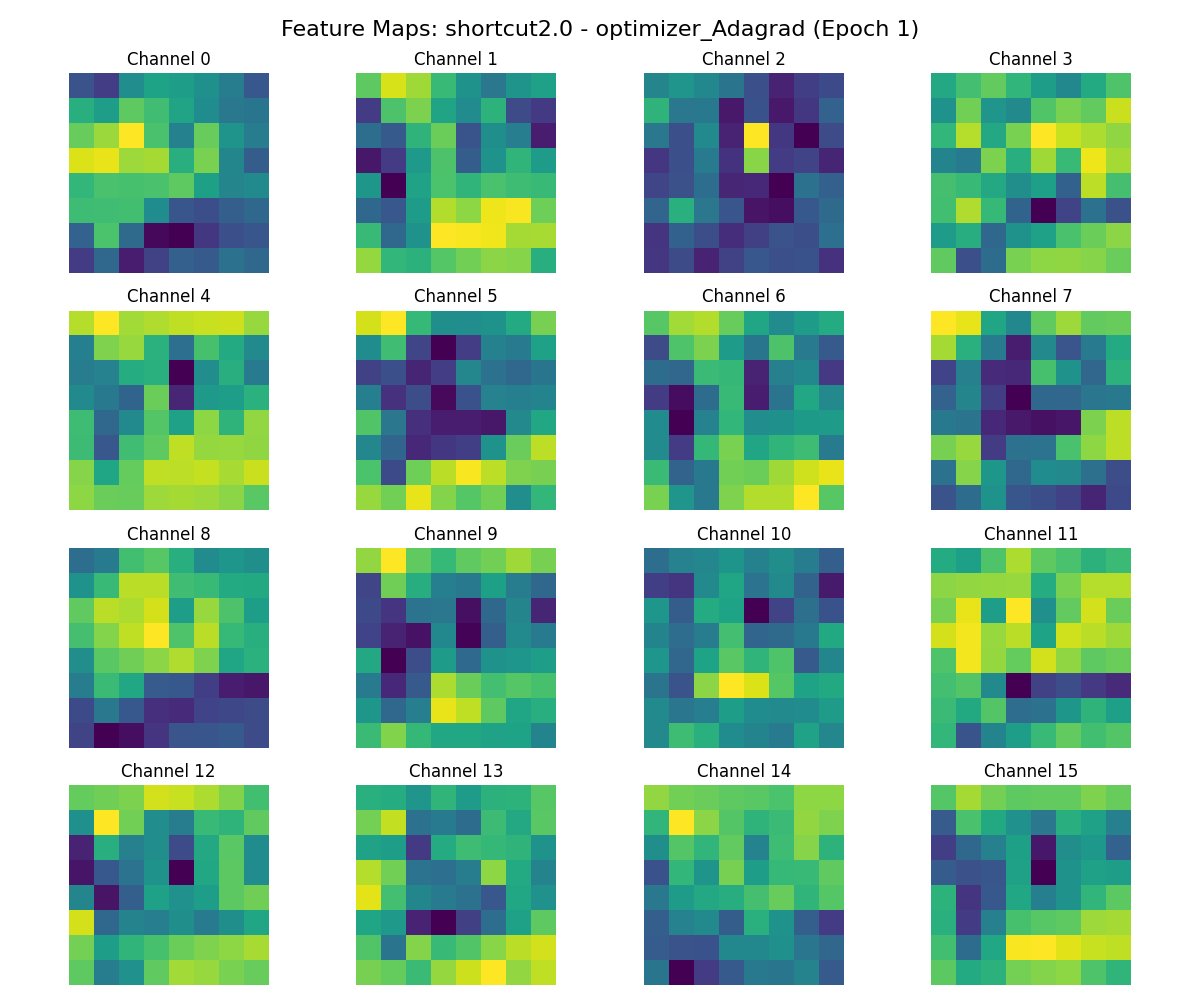 Feature Maps: shortcut2.0 - optimizer_Adagrad (Epoch 1)
Channel 0
Channel 1
Channel 2
Channel 3
Channel 4
Channel 5
Channel 6
Channel 7
Channel 8
Channel 9
Channel 10
Channel 11
Channel 12
Channel 13
Channel 14
Channel 15